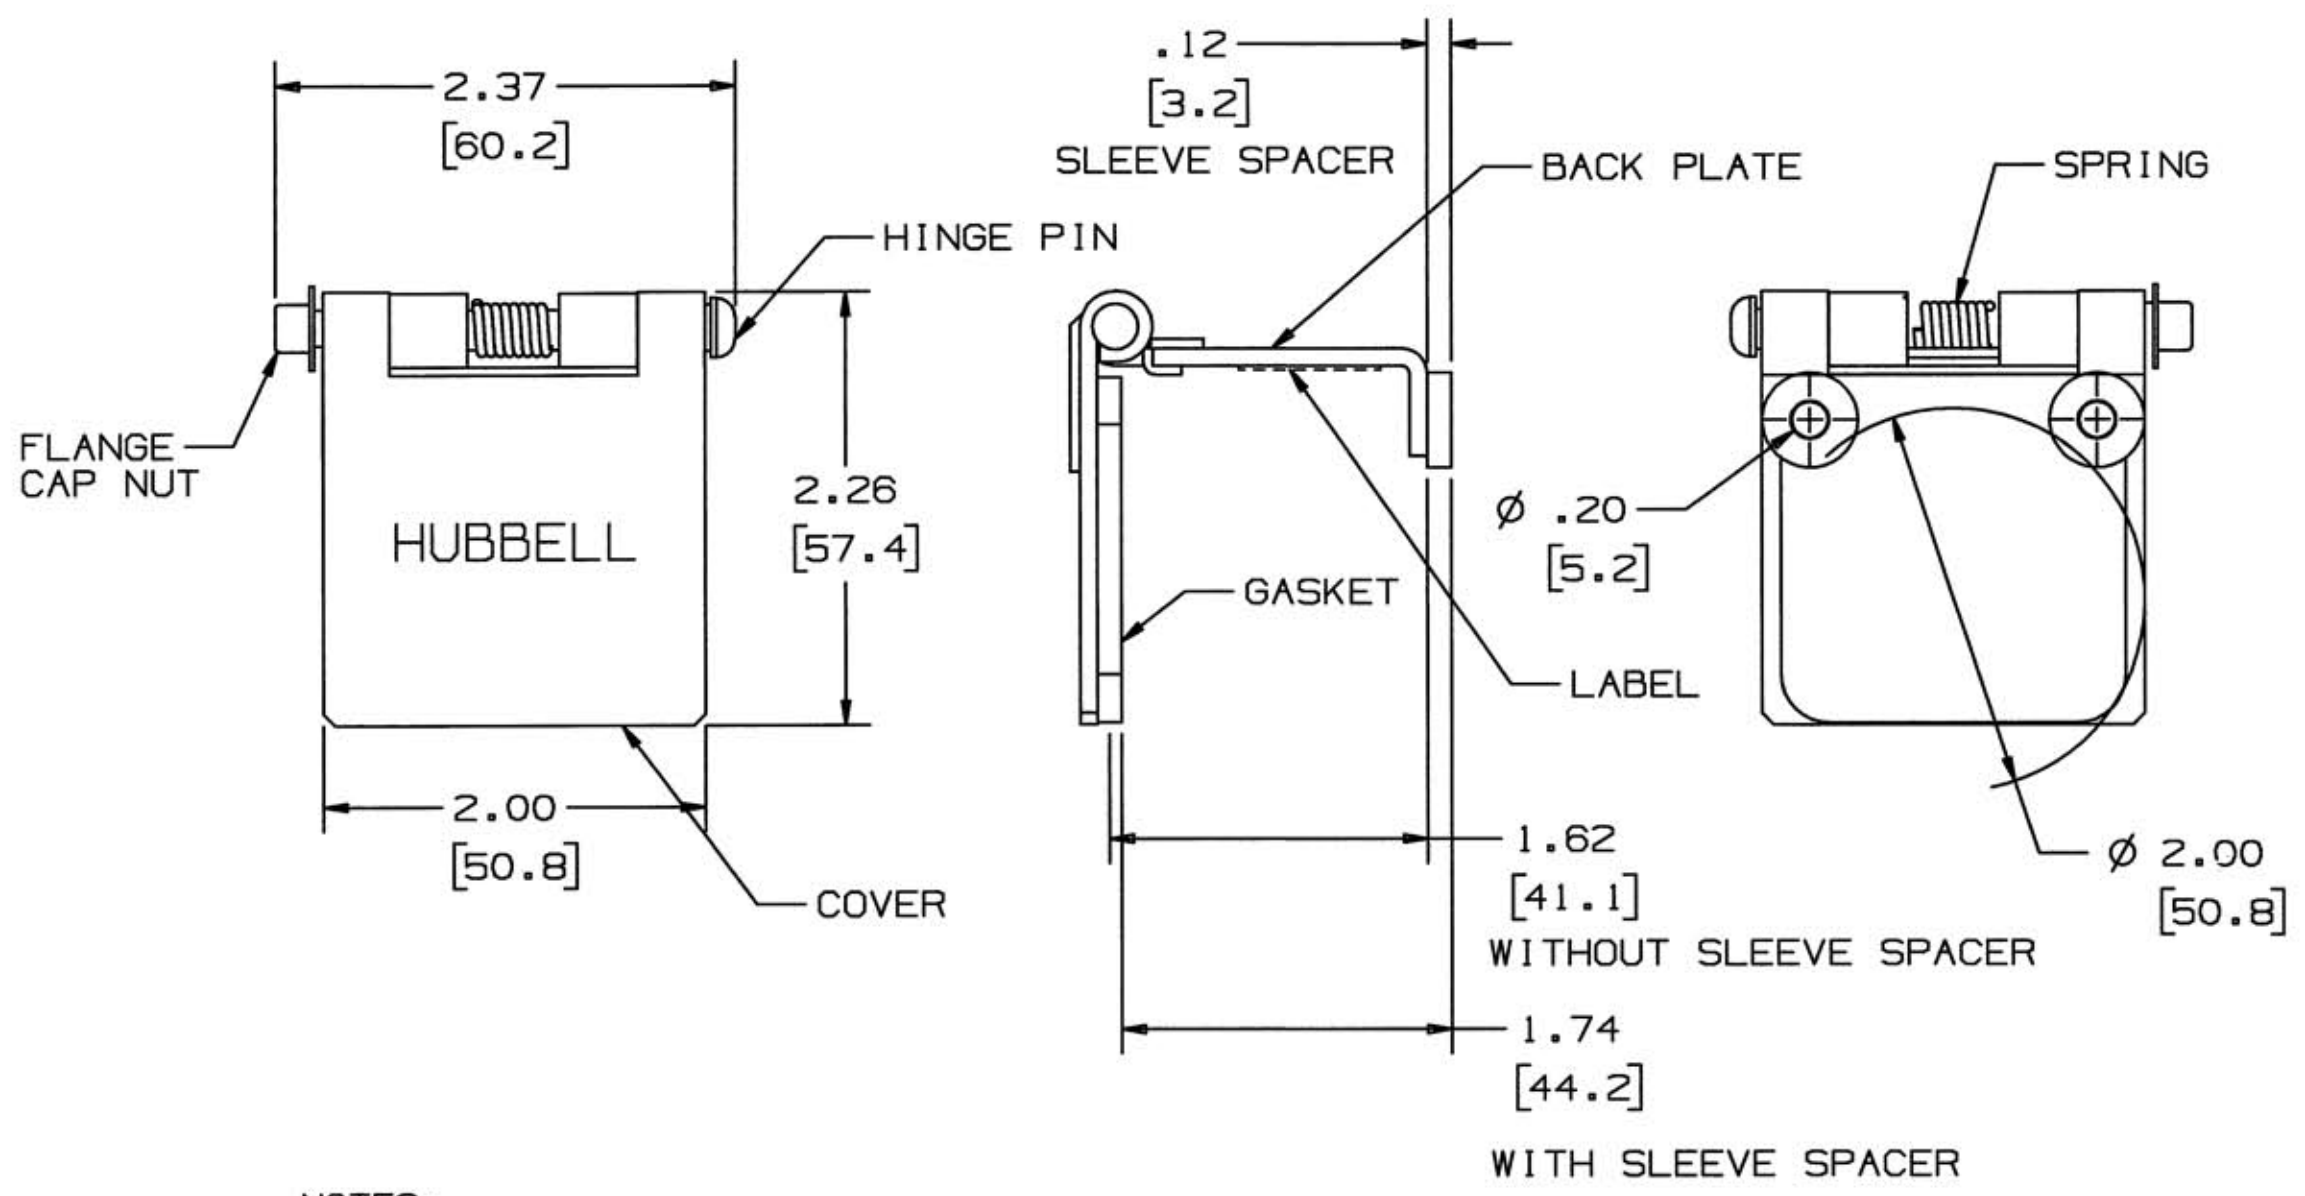 2.37
[60.2]
HINGE PIN
FLANGE
CAP NUT
HUBBELL
2.26
[57.4]
2.00
[50.8]
COVER
.12
[3.2]
SLEEVE SPACER
BACK PLATE
GASKET
LABEL
1.62
[41.1]
WITHOUT SLEEVE SPACER
1.74
[44.2]
WITH SLEEVE SPACER
SPRING
Ø .20
[5.2]
Ø 2.00
[50.8]